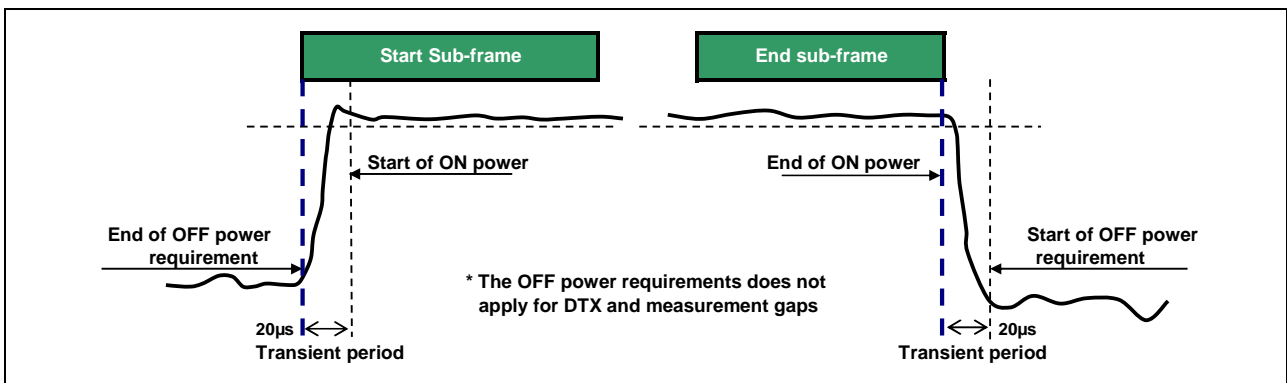 Start Sub-frame
End sub-frame
Start of ON power
End of ON power
End of OFF power
requirement
Start of OFF power
requirement
* The OFF power requirements does not
apply for DTX and measurement gaps
20µs
Transient period
20µs
Transient period